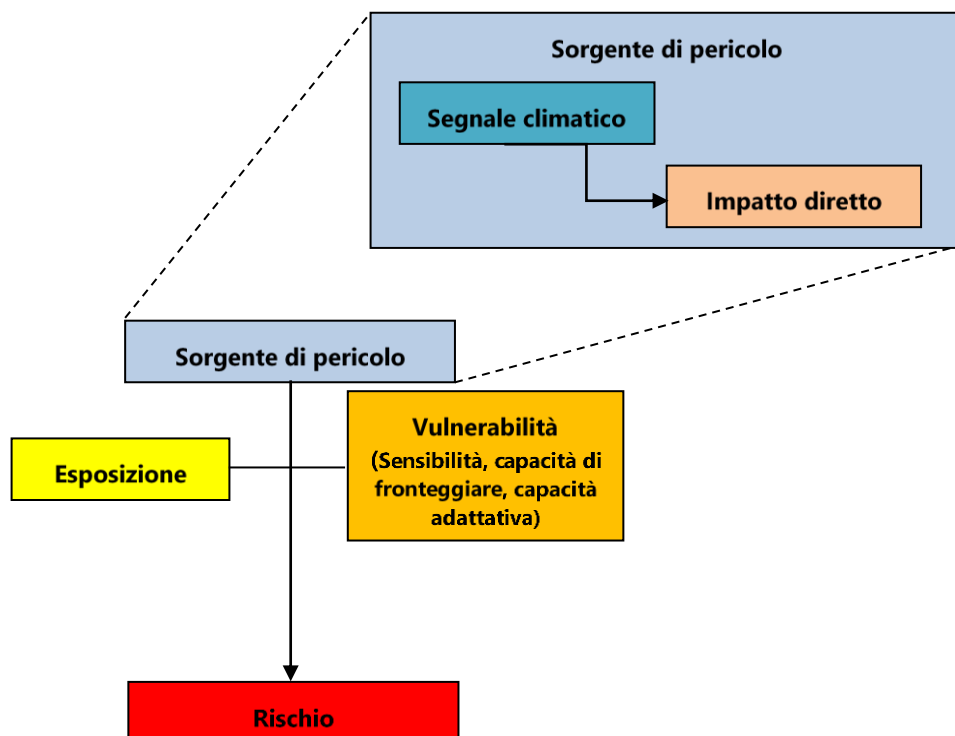 Sorgente di pericolo
Segnale climatico
Impatto diretto
Sorgente di pericolo
Vulnerabilità
(Sensibilità, capacità di
fronteggiare, capacità
adattativa)
Esposizione
Rischio